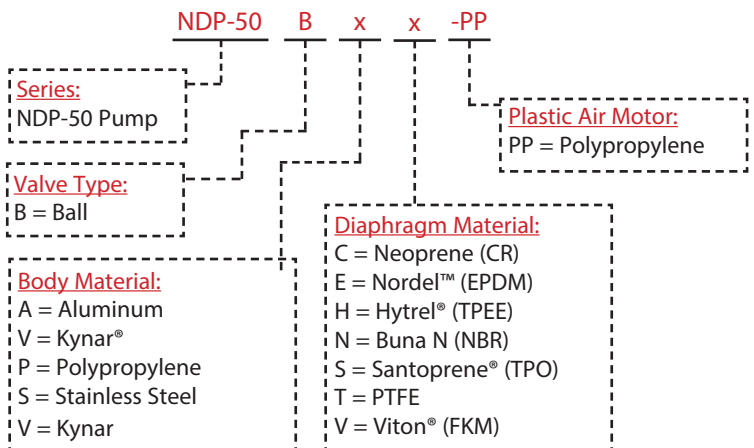 NDP-50 B x x -PP
Series:
NDP-50 Pump
Plastic Air Motor:
PP = Polypropylene
Valve Type:
B = Ball
Body Material:
A = Aluminum
V = Kynar®
P = Polypropylene
S = Stainless Steel
V = Kynar
Diaphragm Material:
C = Neoprene (CR)
E = Nordel™ (EPDM)
H = Hytrel® (TPEE)
N = Buna N (NBR)
S = Santoprene® (TPO)
T = PTFE
V = Viton® (FKM)